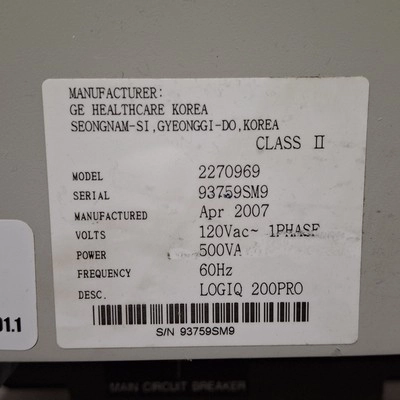 MANUFACTURER:
GE HEALTHCARE KOREA
SEONGNAM-SI,GYEONGGI-DO,KOREA
CLASS II
MODEL 2270969
SERIAL 93759SM9
MANUFACTURED Apr 2007
VOLTS 120Vac~ 1PHASE
POWER 500VA
FREQUENCY 60Hz
DESC. LOGIQ 200PRO
S/N 93759SM9
01.1
MAIN CIRCUIT BREAKER